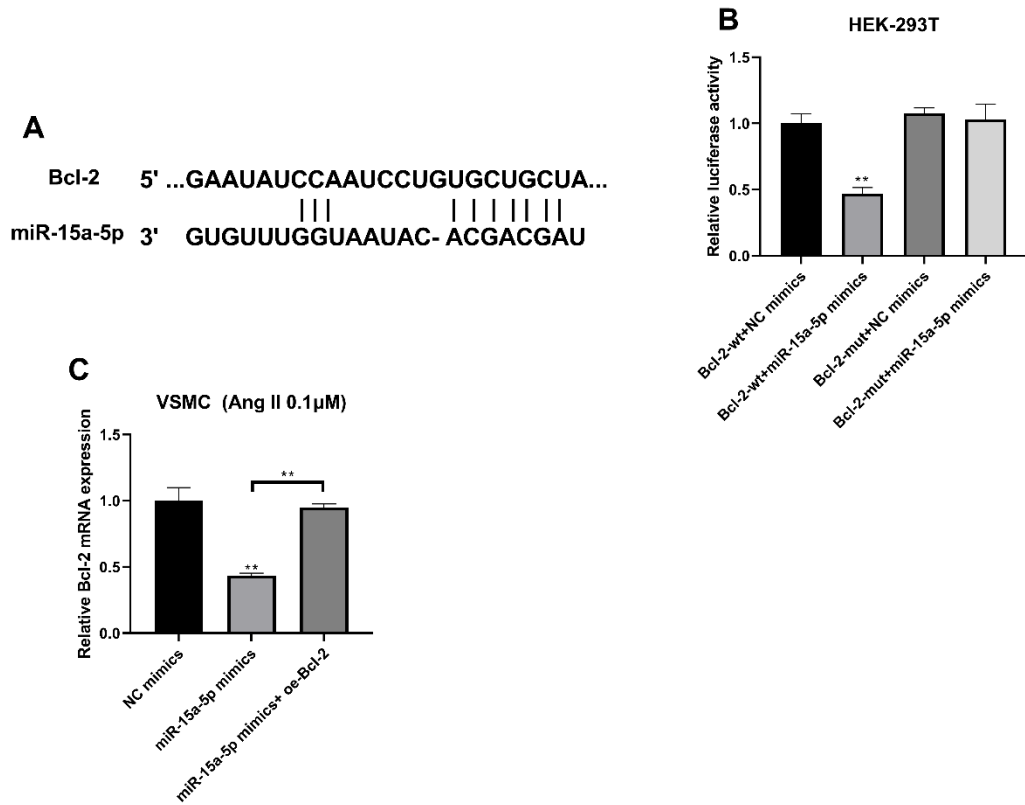 A
Bcl-2 5' ...GAAUAUCCAAUCCUGUGCUGCUA...
miR-15a-5p 3' GUGUUUGGUAAUAC- ACGACGAU
B
HEK-293T
Relative luciferase activity
1.5
1.0
0.5
0.0
**
Bcl-2-wt+NC mimics
Bcl-2-wt+miR-15a-5p mimics
Bcl-2-mut+NC mimics
Bcl-2-mut+miR-15a-5p mimics
C
VSMC (Ang II 0.1μM)
Relative Bcl-2 mRNA expression
1.5
1.0
0.5
0.0
**
**
NC mimics
miR-15a-5p mimics
miR-15a-5p mimics+ oe-Bcl-2